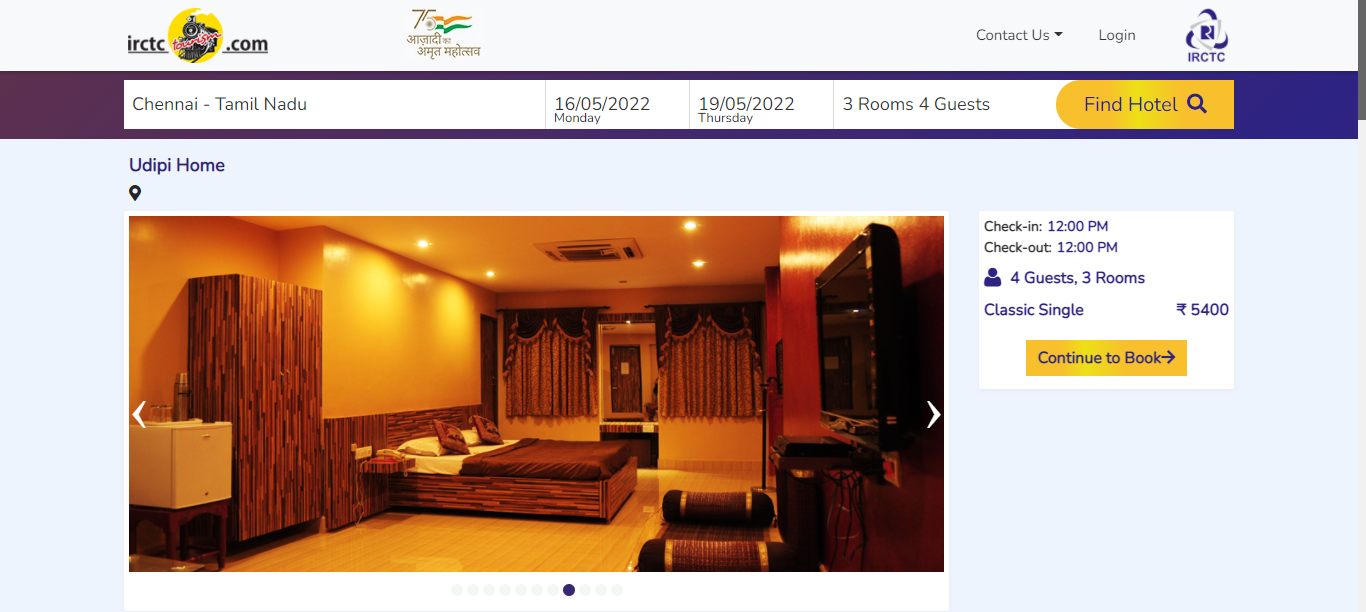 irctc tourism .com
75
आज़ादी का
अमृत महोत्सव
Contact Us
Login
IRCTC
Chennai - Tamil Nadu
16/05/2022
Monday
19/05/2022
Thursday
3 Rooms 4 Guests
Find Hotel
Udipi Home
Check-in: 12:00 PM
Check-out: 12:00 PM
4 Guests, 3 Rooms
Classic Single ₹ 5400
Continue to Book